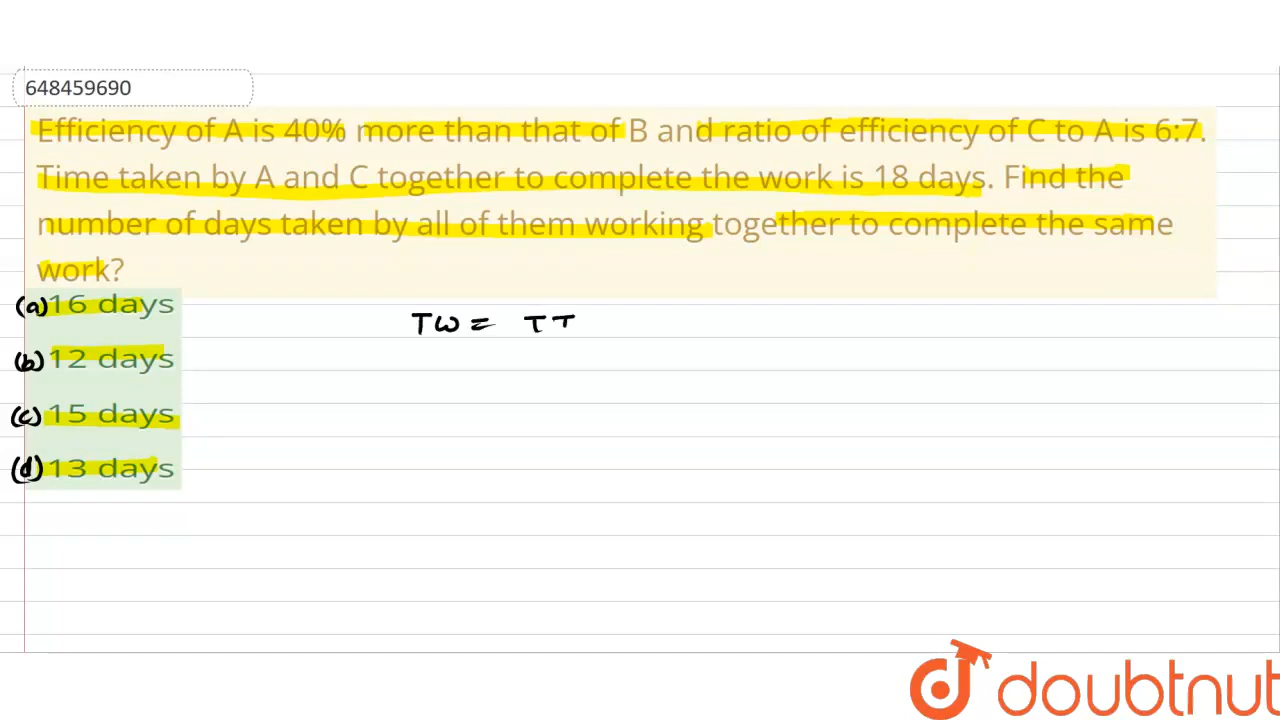 648459690
Efficiency of A is 40% more than that of B and ratio of efficiency of C to A is 6:7.
Time taken by A and C together to complete the work is 18 days. Find the
number of days taken by all of them working together to complete the same
work?
(a) 16 days
TW = TT
(b) 12 days
(c) 15 days
(d) 13 days
doubtnut